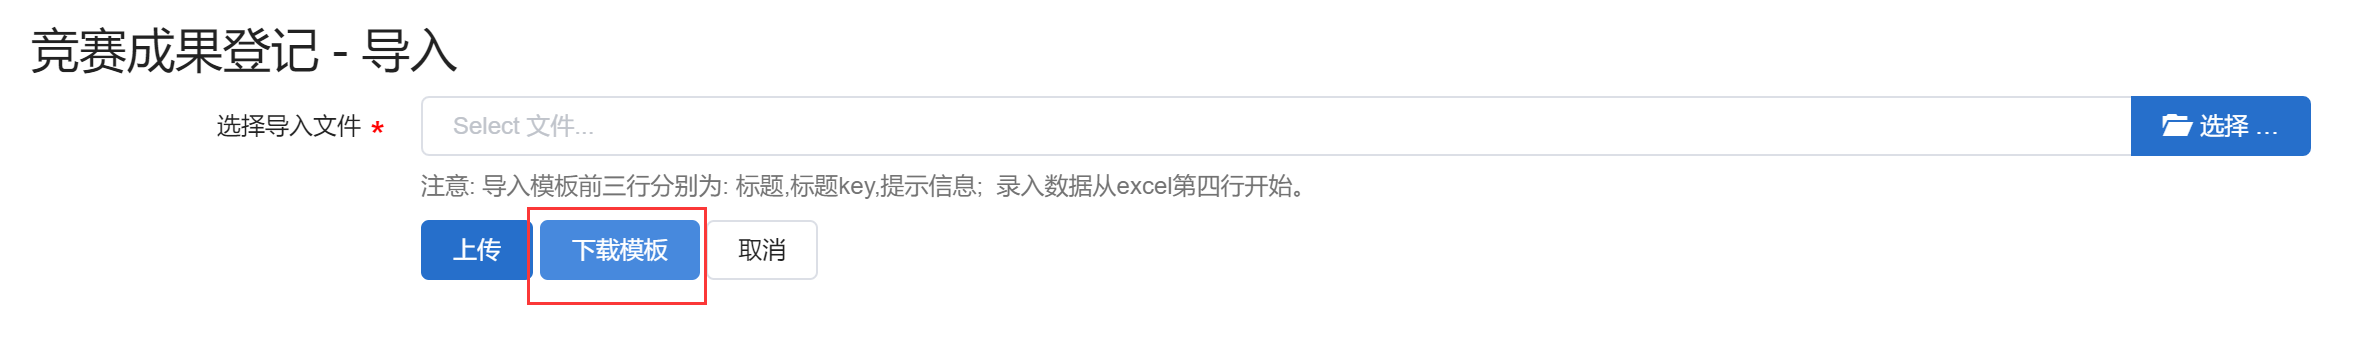 竞赛成果登记 - 导入
选择导入文件 * Select 文件... 选择 ...
注意: 导入模板前三行分别为: 标题,标题key,提示信息; 录入数据从excel第四行开始。
上传 下载模板 取消